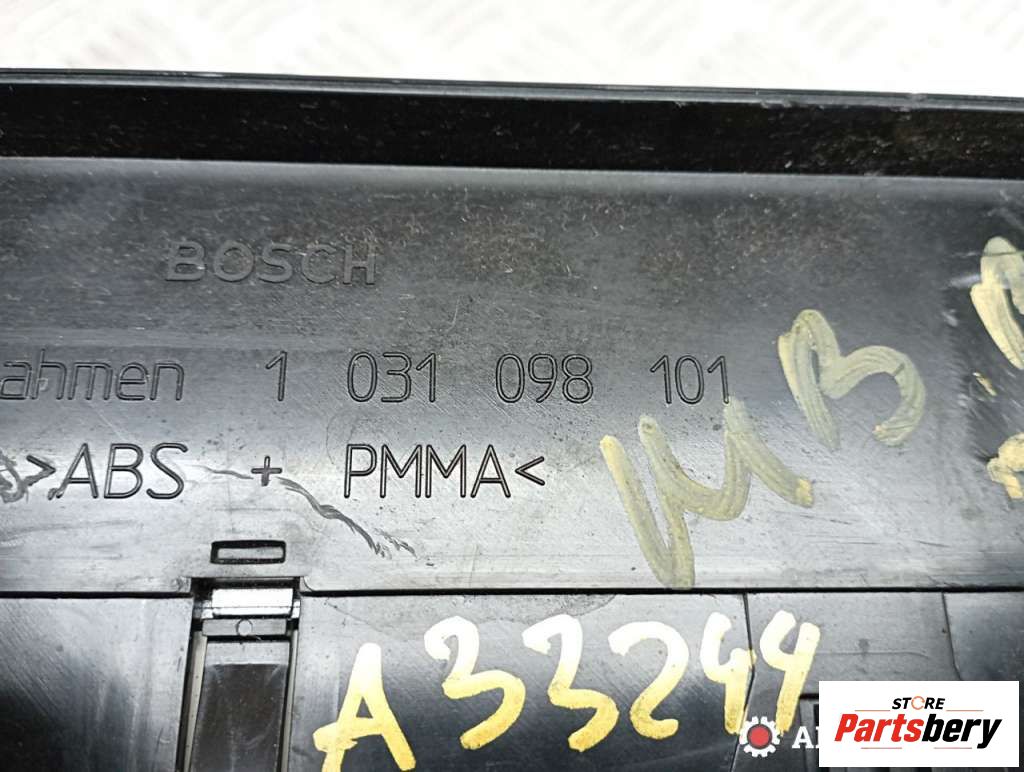 BOSCH
ahmen 1 031 098 101
>ABS + PMMA<
MB
A33244
STORE
Partsbery